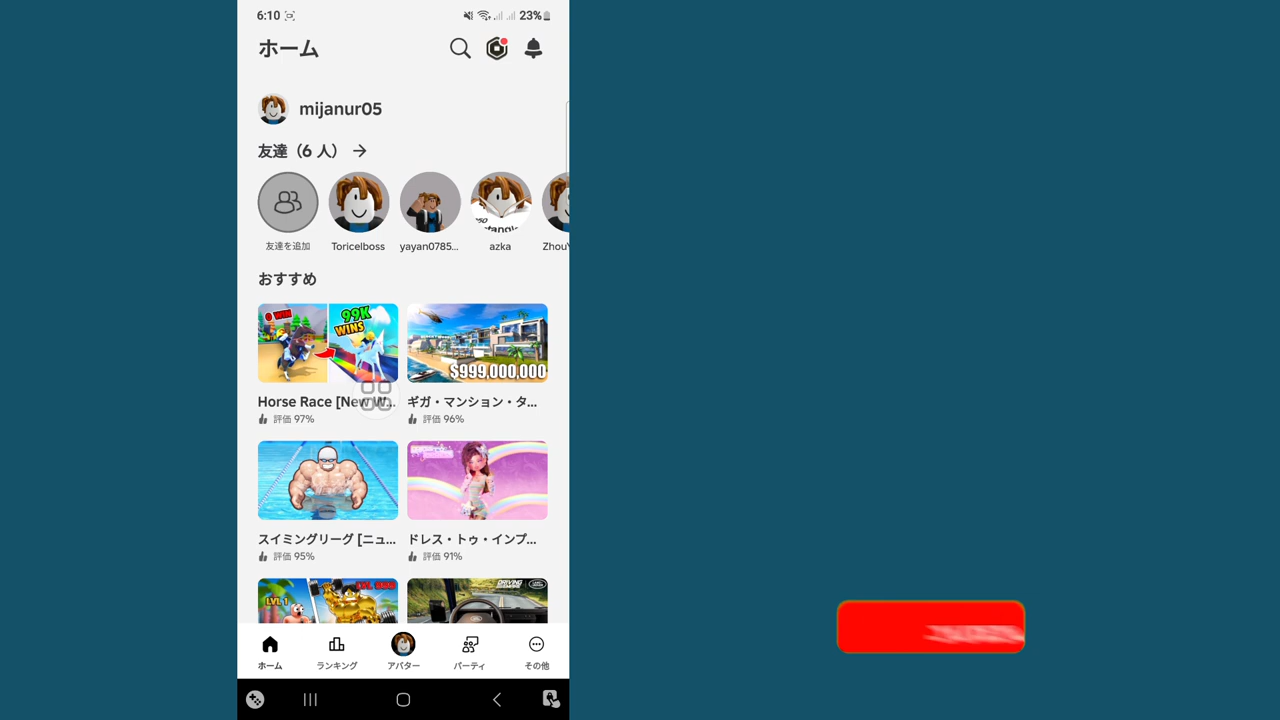 6:10
23%
ホーム
mijanur05
友達（6 人）
友達を追加
Toricelboss
yayan0785...
azka
ZhouY
おすすめ
0 WIN
99K
WINS
$999,000,000
Horse Race [New W...
ギガ・マンション・タ...
評価 97%
評価 96%
スイミングリーグ [ニュ...
ドレス・トゥ・インプ...
評価 95%
評価 91%
LVL 1
ホーム
ランキング
アバター
パーティ
その他